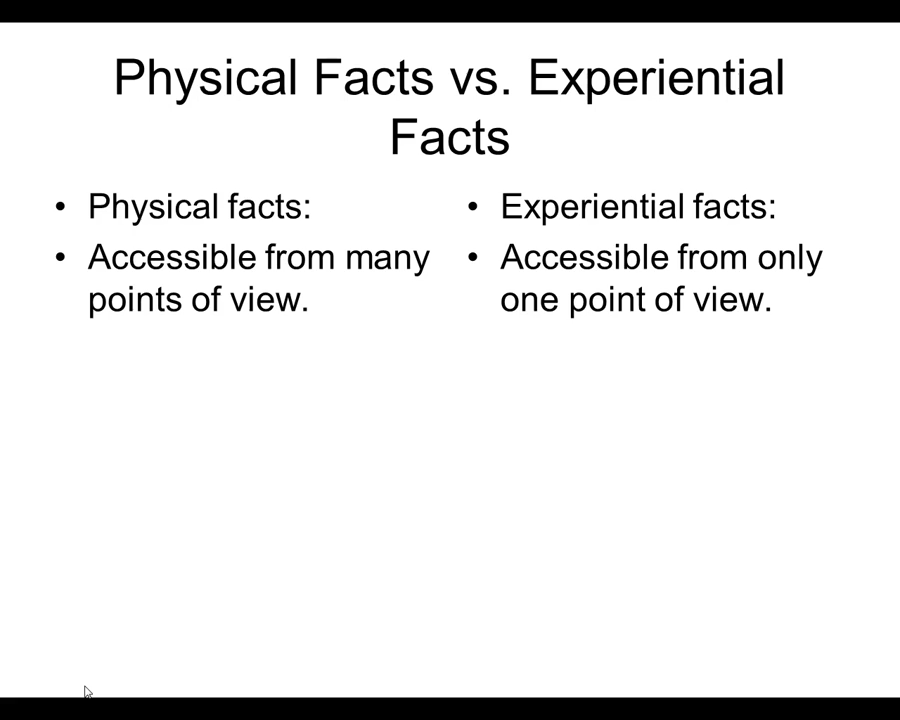 Physical Facts vs. Experiential
Facts
• Physical facts:
• Accessible from many
points of view.
• Experiential facts:
• Accessible from only
one point of view.